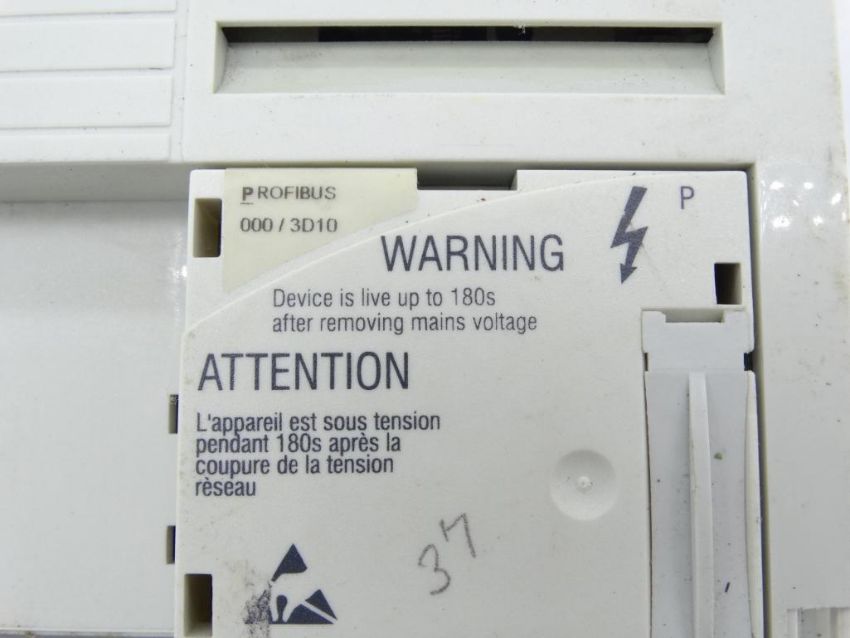 PROFIBUS
000 / 3D10
P
WARNING
Device is live up to 180s
after removing mains voltage
ATTENTION
L'appareil est sous tension
pendant 180s après la
coupure de la tension
rèseau
37